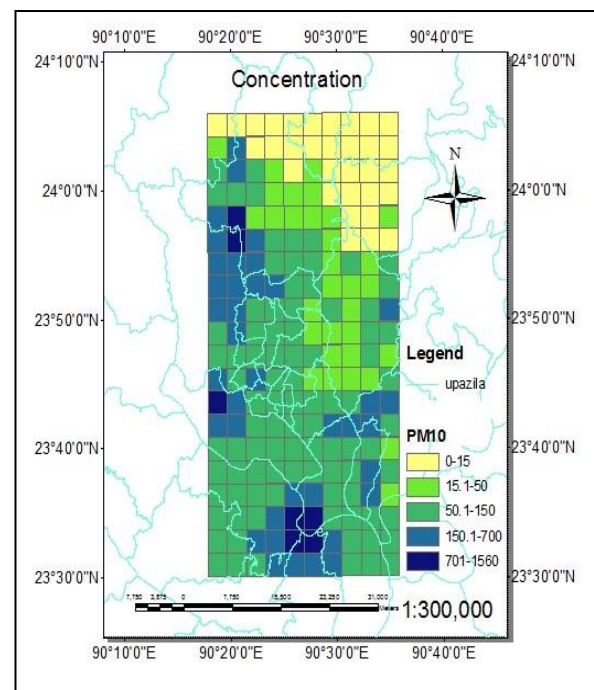 90°10'0"E 90°20'0"E 90°30'0"E 90°40'0"E
24°10'0"N 24°10'0"N
Concentration
N
24°0'0"N 24°0'0"N
23°50'0"N 23°50'0"N
Legend
upazila
PM10
23°40'0"N 23°40'0"N
0-15
15.1-50
50.1-150
150.1-700
701-1560
23°30'0"N 23°30'0"N
7,750 3,875 0 7,750 15,500 23,250 31,000
Meters 1:300,000
90°10'0"E 90°20'0"E 90°30'0"E 90°40'0"E